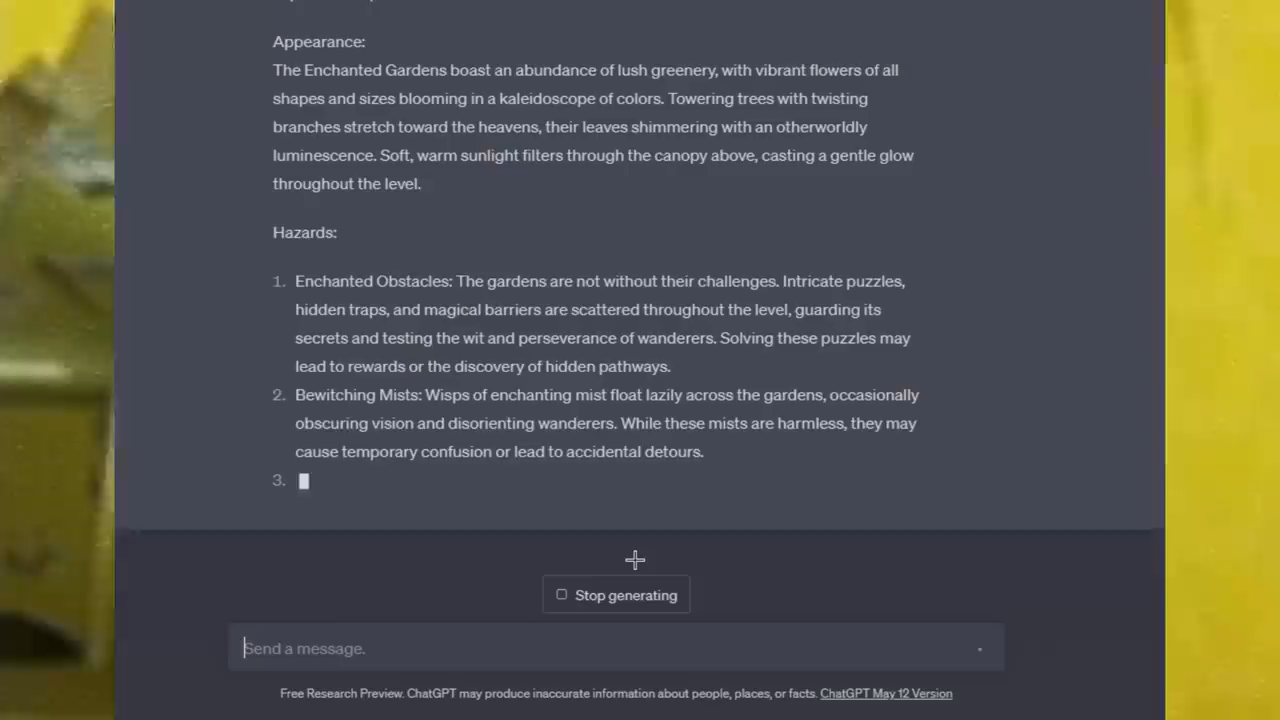 Appearance:
The Enchanted Gardens boast an abundance of lush greenery, with vibrant flowers of all
shapes and sizes blooming in a kaleidoscope of colors. Towering trees with twisting
branches stretch toward the heavens, their leaves shimmering with an otherworldly
luminescence. Soft, warm sunlight filters through the canopy above, casting a gentle glow
throughout the level.
Hazards:
1. Enchanted Obstacles: The gardens are not without their challenges. Intricate puzzles,
hidden traps, and magical barriers are scattered throughout the level, guarding its
secrets and testing the wit and perseverance of wanderers. Solving these puzzles may
lead to rewards or the discovery of hidden pathways.
2. Bewitching Mists: Wisps of enchanting mist float lazily across the gardens, occasionally
obscuring vision and disorienting wanderers. While these mists are harmless, they may
cause temporary confusion or lead to accidental detours.
3.
Stop generating
Send a message.
Free Research Preview. ChatGPT may produce inaccurate information about people, places, or facts. ChatGPT May 12 Version